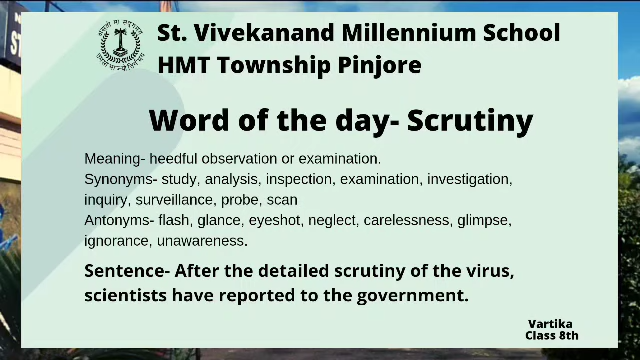 St. Vivekanand Millennium School
HMT Township Pinjore
Word of the day- Scrutiny
Meaning- heedful observation or examination.
Synonyms- study, analysis, inspection, examination, investigation,
inquiry, surveillance, probe, scan
Antonyms- flash, glance, eyeshot, neglect, carelessness, glimpse,
ignorance, unawareness.
Sentence- After the detailed scrutiny of the virus,
scientists have reported to the government.
Vartika
Class 8th